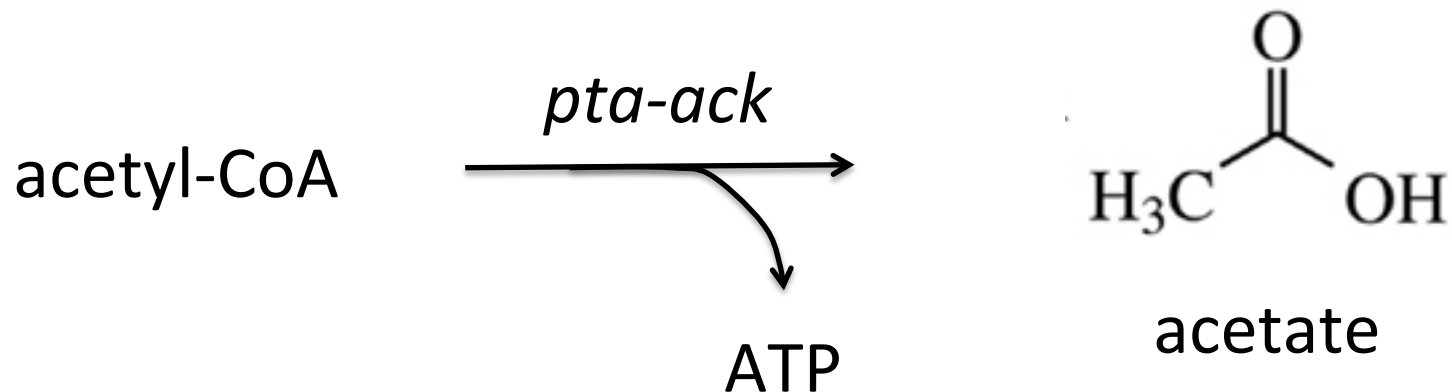 O
pta-ack
acetyl-CoA
H₃C
OH
acetate
ATP